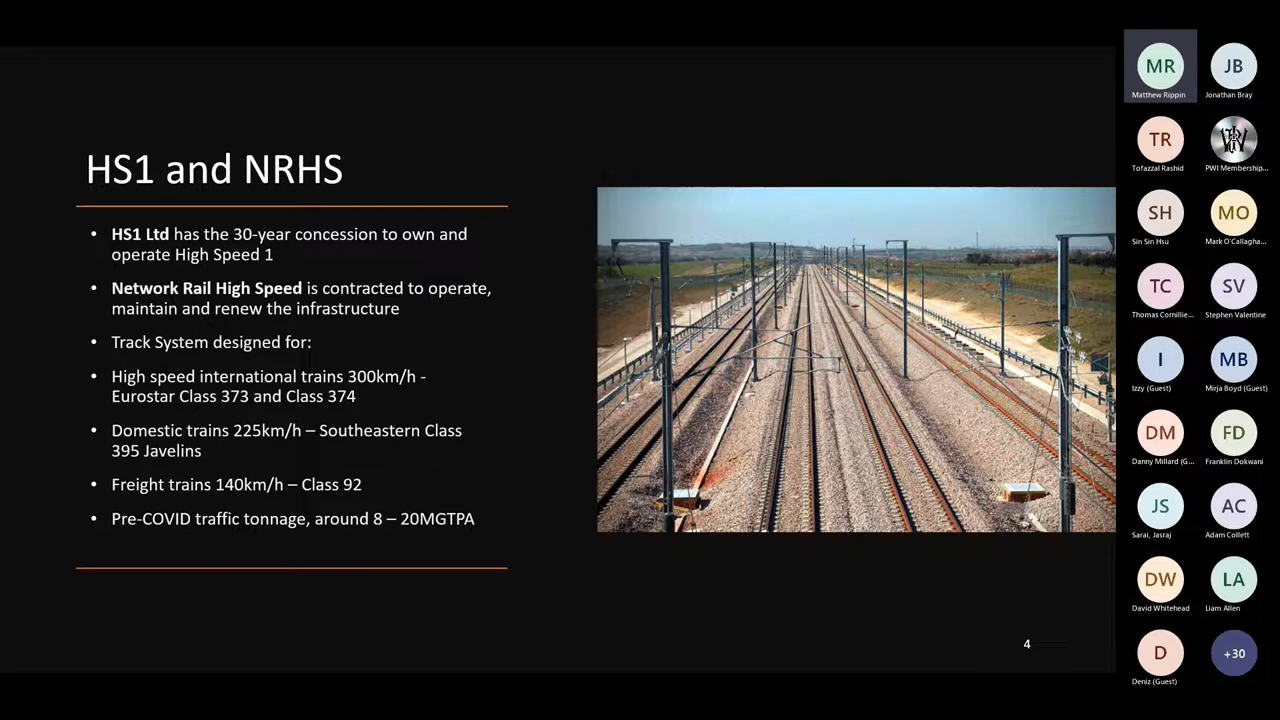 HS1 and NRHS
• HS1 Ltd has the 30-year concession to own and
operate High Speed 1
• Network Rail High Speed is contracted to operate,
maintain and renew the infrastructure
• Track System designed for:
• High speed international trains 300km/h -
Eurostar Class 373 and Class 374
• Domestic trains 225km/h – Southeastern Class
395 Javelins
• Freight trains 140km/h – Class 92
• Pre-COVID traffic tonnage, around 8 – 20MGTPA
4
MR
Matthew Rippin
JB
Jonathan Bray
TR
Tofazzal Rashid
PWI Membership...
SH
Sin Sin Hsu
MO
Mark O'Callagha...
TC
Thomas Cornillie...
SV
Stephen Valentine
I
Izzy (Guest)
MB
Mirja Boyd (Guest)
DM
Danny Millard (G...
FD
Franklin Dokwani
JS
Sarai, Jasraj
AC
Adam Collett
DW
David Whitehead
LA
Liam Allen
D
Deniz (Guest)
+30